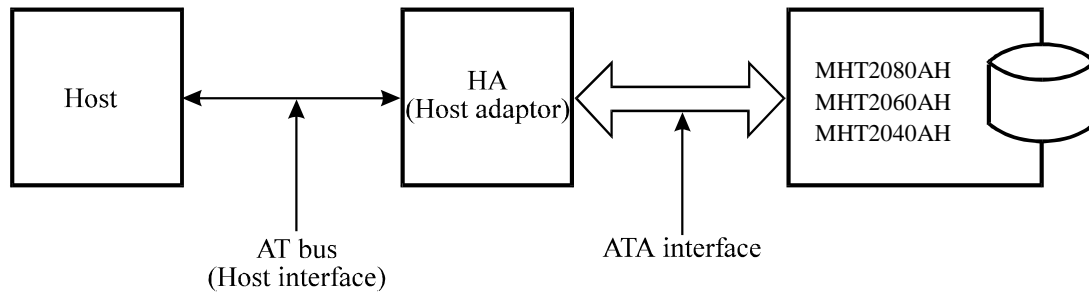 Host
HA
(Host adaptor)
MHT2080AH
MHT2060AH
MHT2040AH
AT bus
(Host interface)
ATA interface